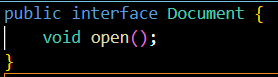 public interface Document {
    void open();
}